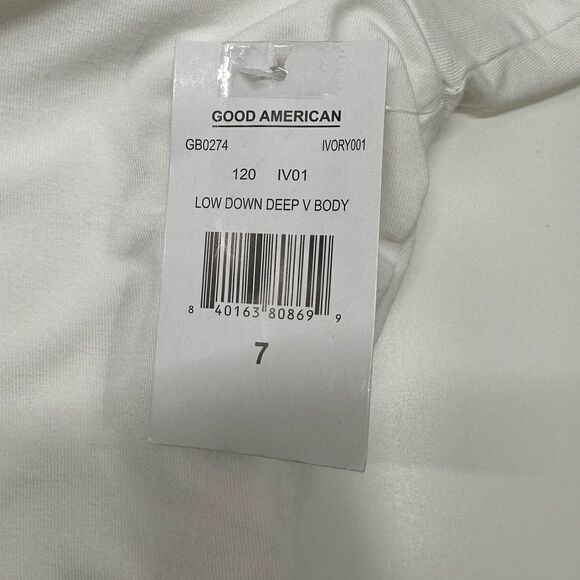 GOOD AMERICAN
GB0274 IVORY001
120 IV01
LOW DOWN DEEP V BODY
8 40163 80869 9
7